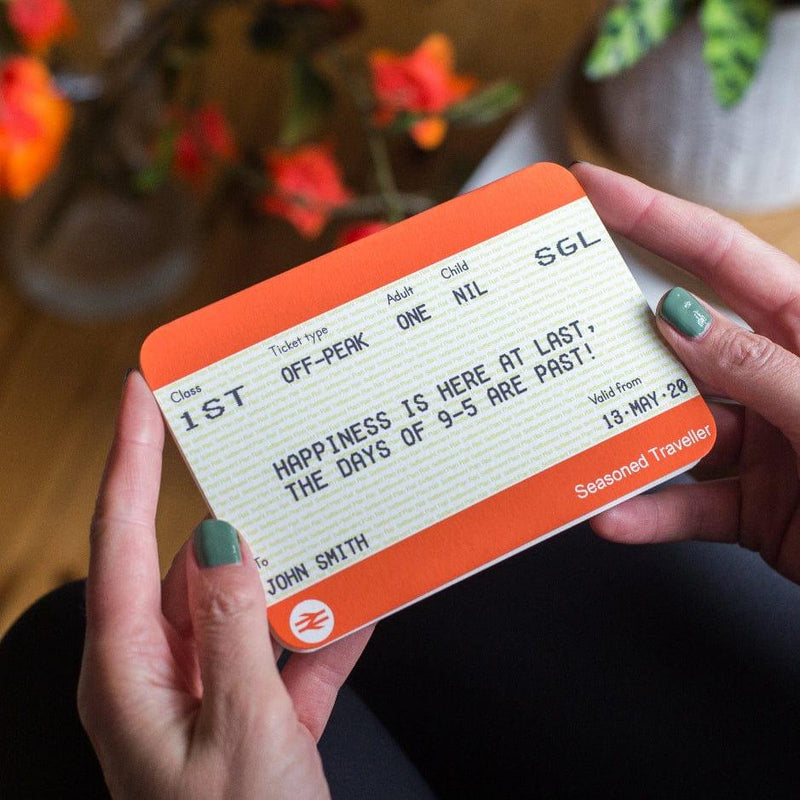 Class
1ST
Ticket type
OFF-PEAK
Adult
ONE
Child
NIL
SGL
HAPPINESS IS HERE AT LAST,
THE DAYS OF 9-5 ARE PAST!
Valid from
13·MAY·20
To
JOHN SMITH
Seasoned Traveller